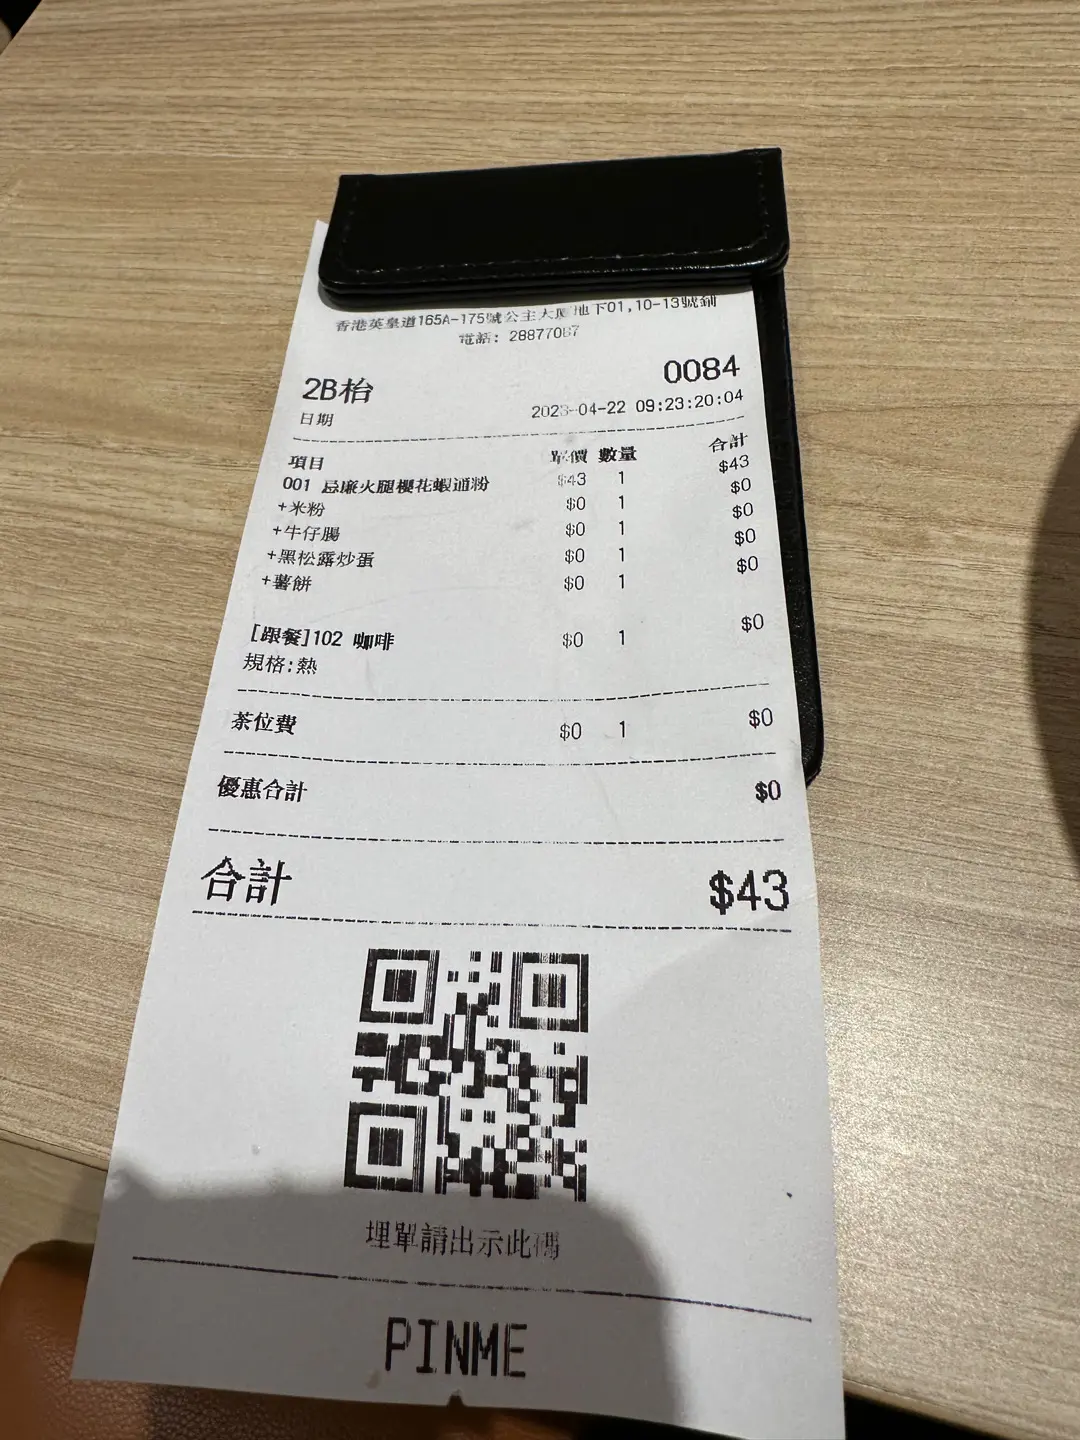 香港英皇道165A-175號公主大廈地下01,10-13號鋪
電話: 28877087
2B枱 0084
日期 2023-04-22 09:23:20:04
項目 單價 數量 合計
001 忌廉火腿櫻花蝦通粉 $43 1 $43
+米粉 $0 1 $0
+牛仔腸 $0 1 $0
+黑松露炒蛋 $0 1 $0
+薯餅 $0 1 $0
[跟餐]102 咖啡 $0 1 $0
規格:熱
茶位費 $0 1 $0
優惠合計 $0
合計 $43
埋單請出示此碼
PINME